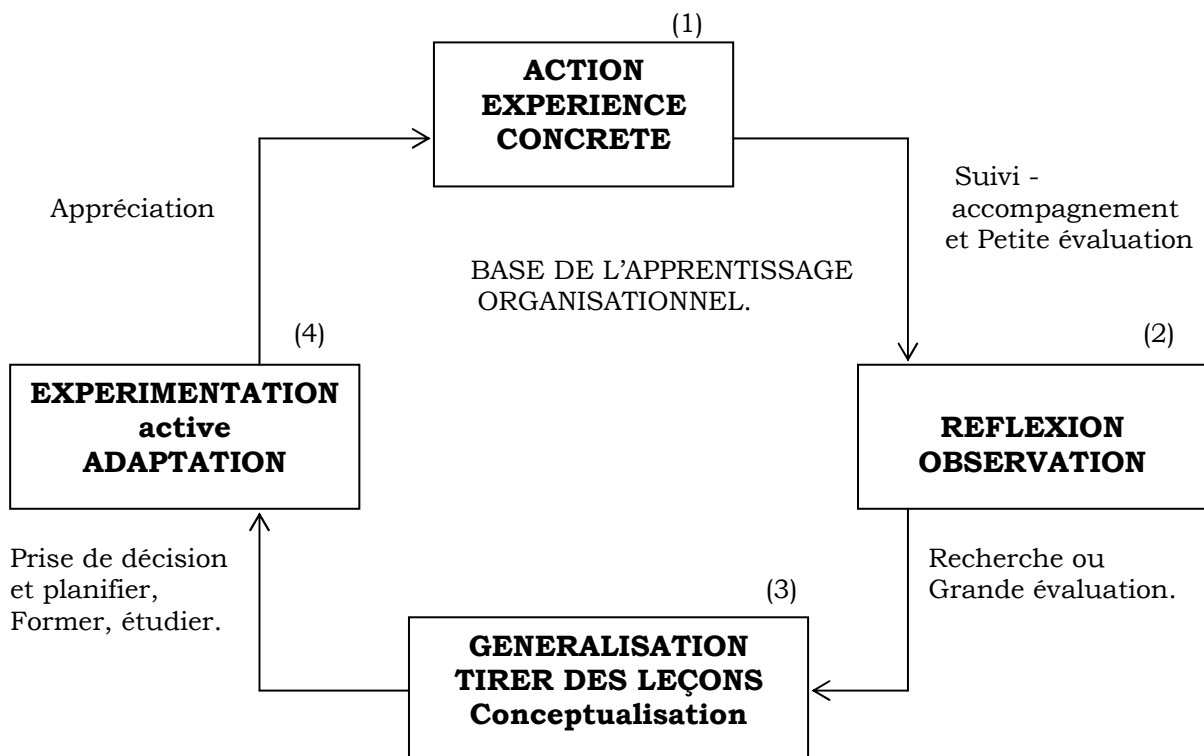 (1)
ACTION
EXPERIENCE
CONCRETE
Suivi -
accompagnement
et Petite évaluation
Appréciation
BASE DE L'APPRENTISSAGE
ORGANISATIONNEL.
(4)
EXPERIMENTATION
active
ADAPTATION
(2)
REFLEXION
OBSERVATION
Prise de décision
et planifier,
Former, étudier.
Recherche ou
Grande évaluation.
(3)
GENERALISATION
TIRER DES LEÇONS
Conceptualisation